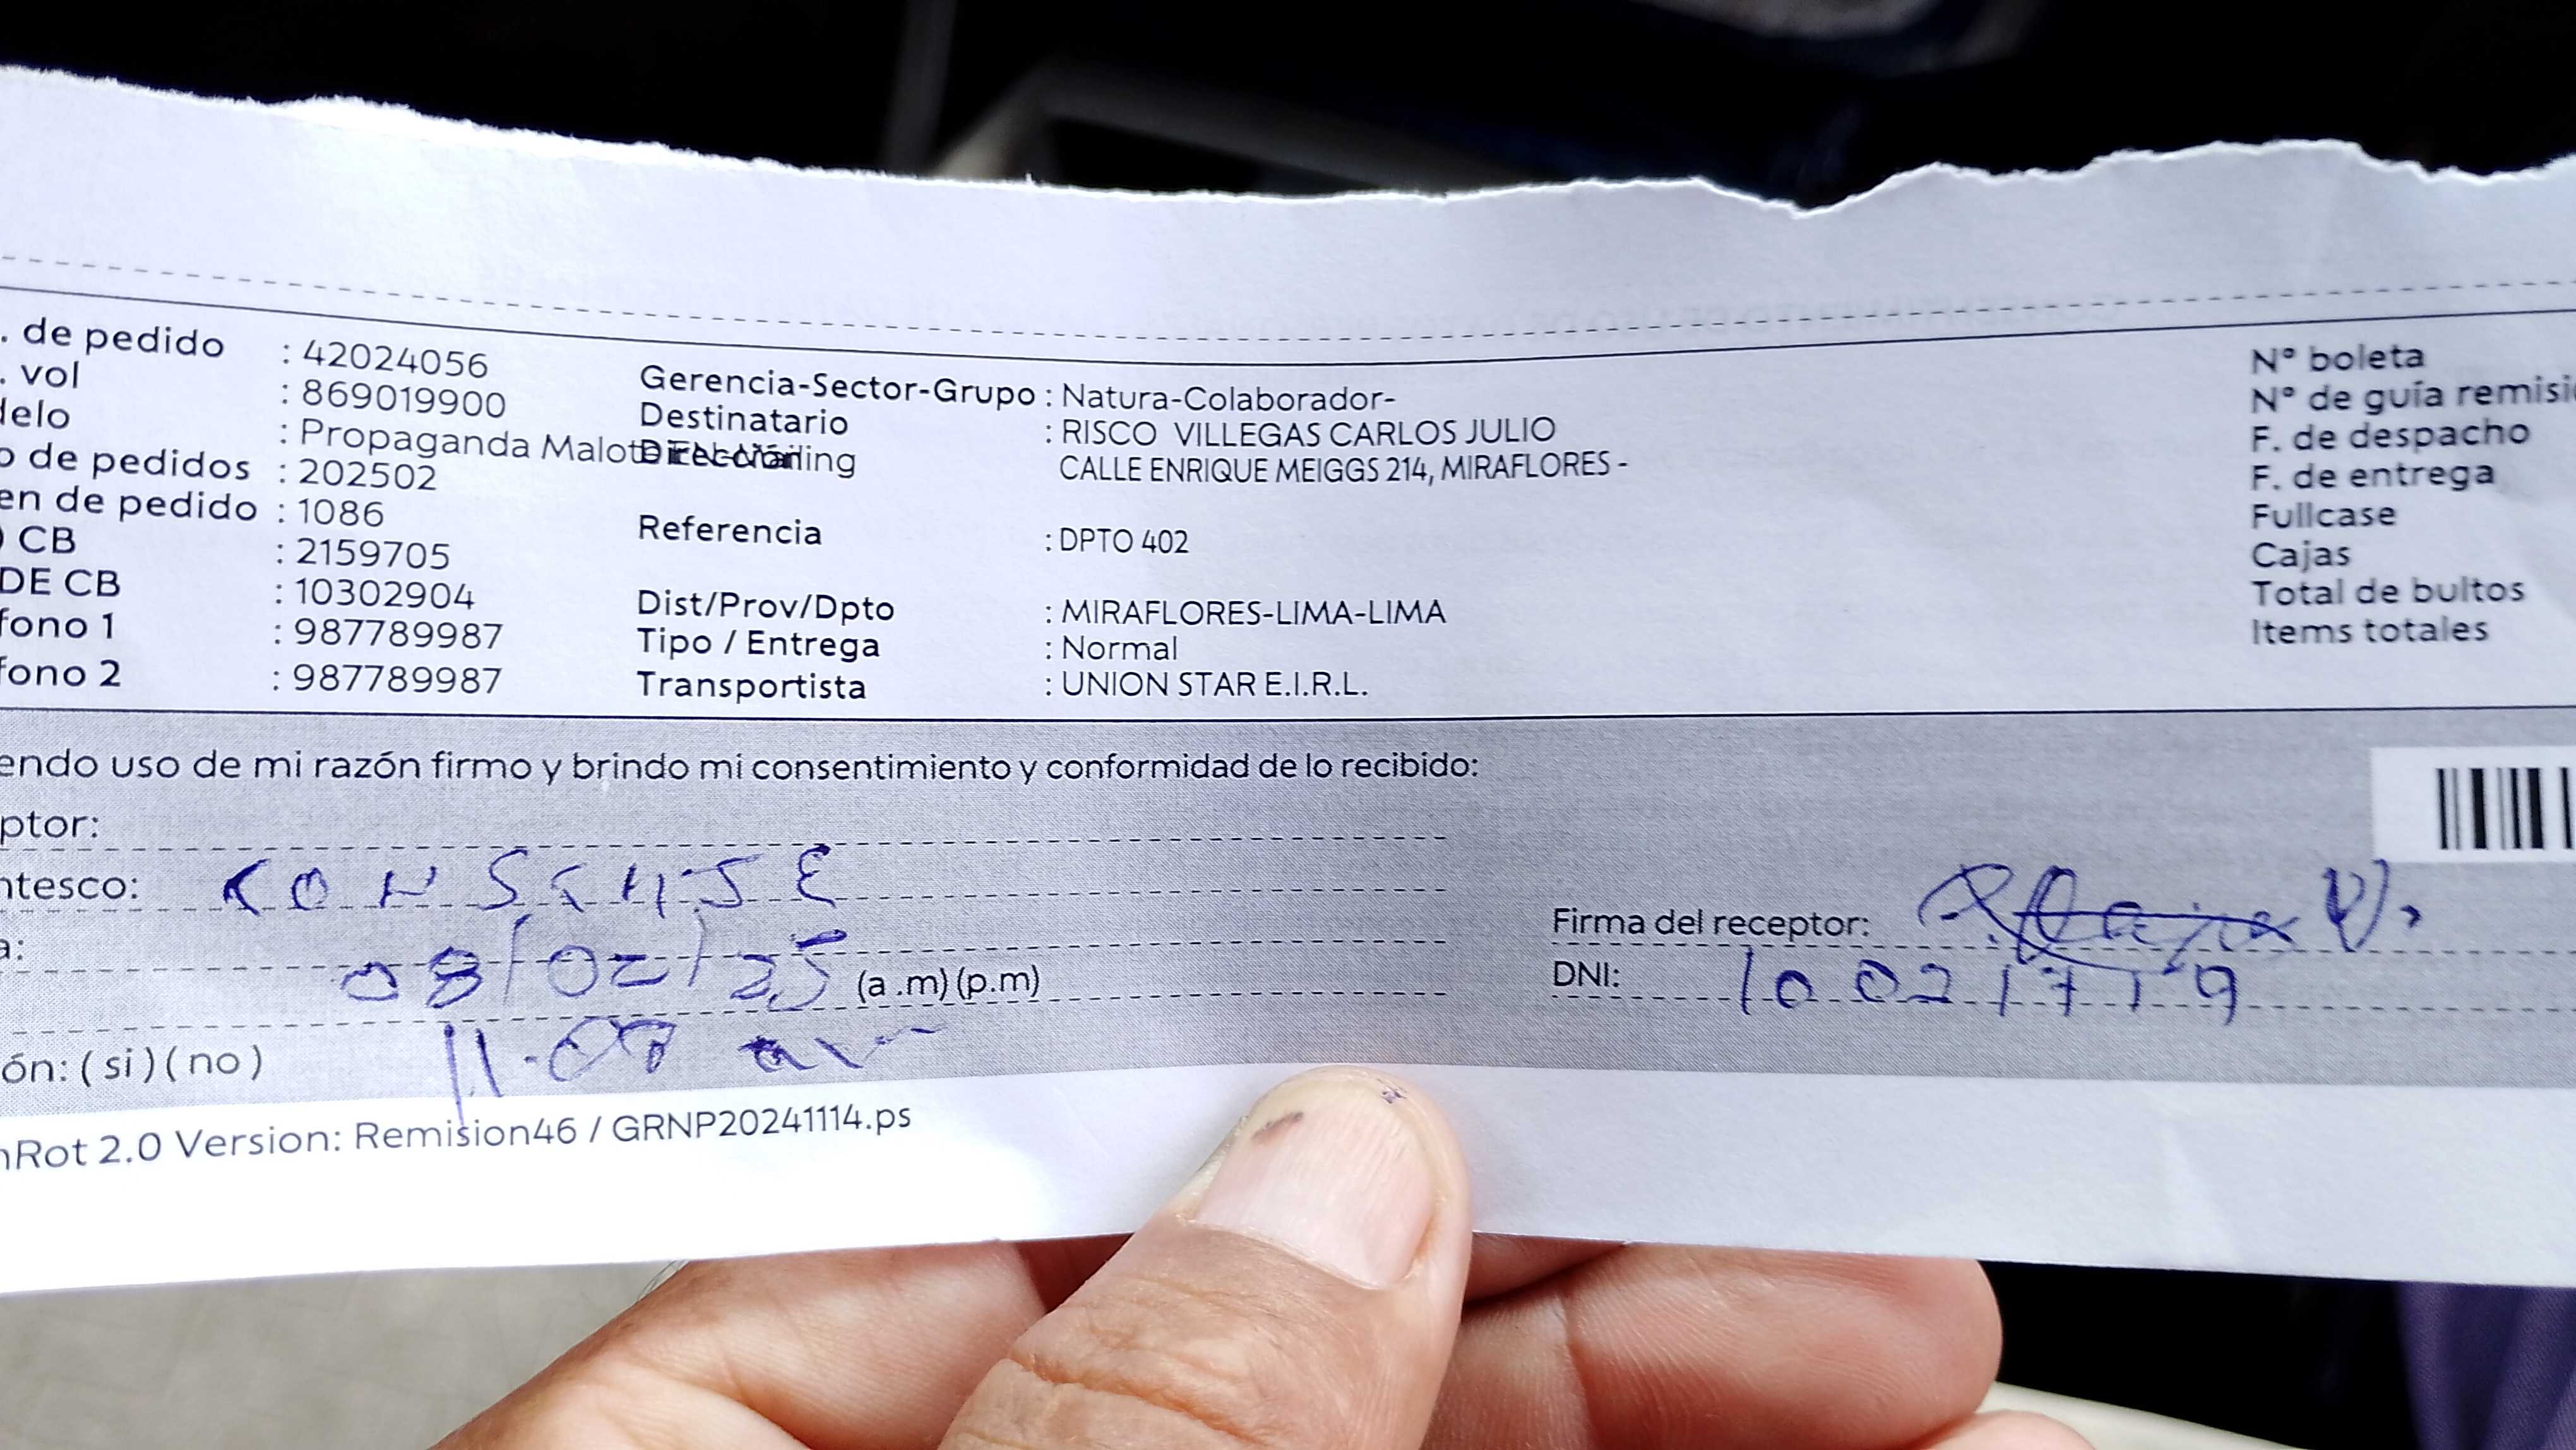 . de pedido : 42024056
. vol : 869019900
delo : Propaganda Malote EN Mailing
o de pedidos : 202502
en de pedido : 1086
) CB : 2159705
DE CB : 10302904
fono 1 : 987789987
fono 2 : 987789987
Gerencia-Sector-Grupo : Natura-Colaborador-
Destinatario : RISCO VILLEGAS CARLOS JULIO
Dirección CALLE ENRIQUE MEIGGS 214, MIRAFLORES -
Referencia : DPTO 402
Dist/Prov/Dpto : MIRAFLORES-LIMA-LIMA
Tipo / Entrega : Normal
Transportista : UNION STAR E.I.R.L.
N° boleta
N° de guía remisi
F. de despacho
F. de entrega
Fullcase
Cajas
Total de bultos
Items totales
endo uso de mi razón firmo y brindo mi consentimiento y conformidad de lo recibido:
ptor:
ntesco: CONSERJE
a: 08/02/25 (a .m) (p.m)
ón: ( si ) ( no )
Firma del receptor:
DNI: 10021719
nRot 2.0 Version: Remision46 / GRNP20241114.ps